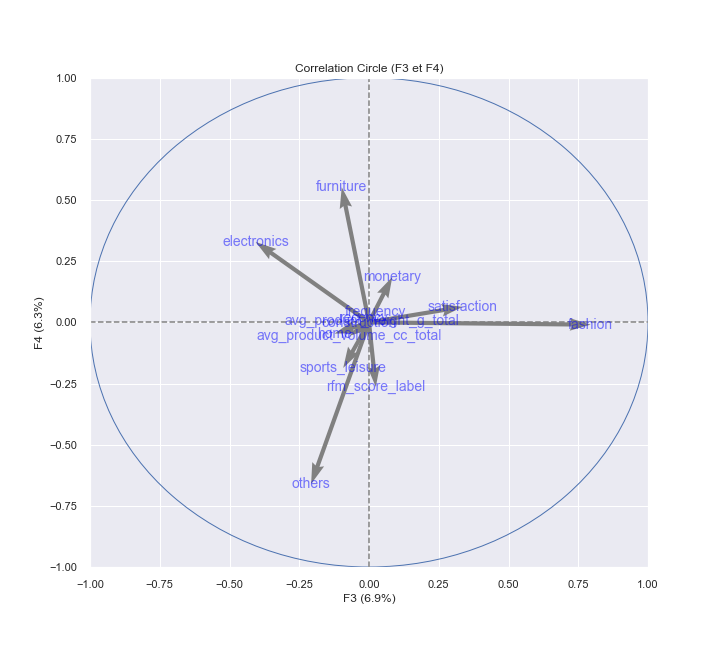 Correlation Circle (F3 et F4)
1.00
0.75
0.50
0.25
0.00
−0.25
−0.50
−0.75
−1.00
F4 (6.3%)
furniture
electronics
monetary
satisfaction
frequency
fashion
avg_product_volume_cc_total
sports_leisure
rfm_score_label
others
−1.00
−0.75
−0.50
−0.25
0.00
0.25
0.50
0.75
1.00
F3 (6.9%)